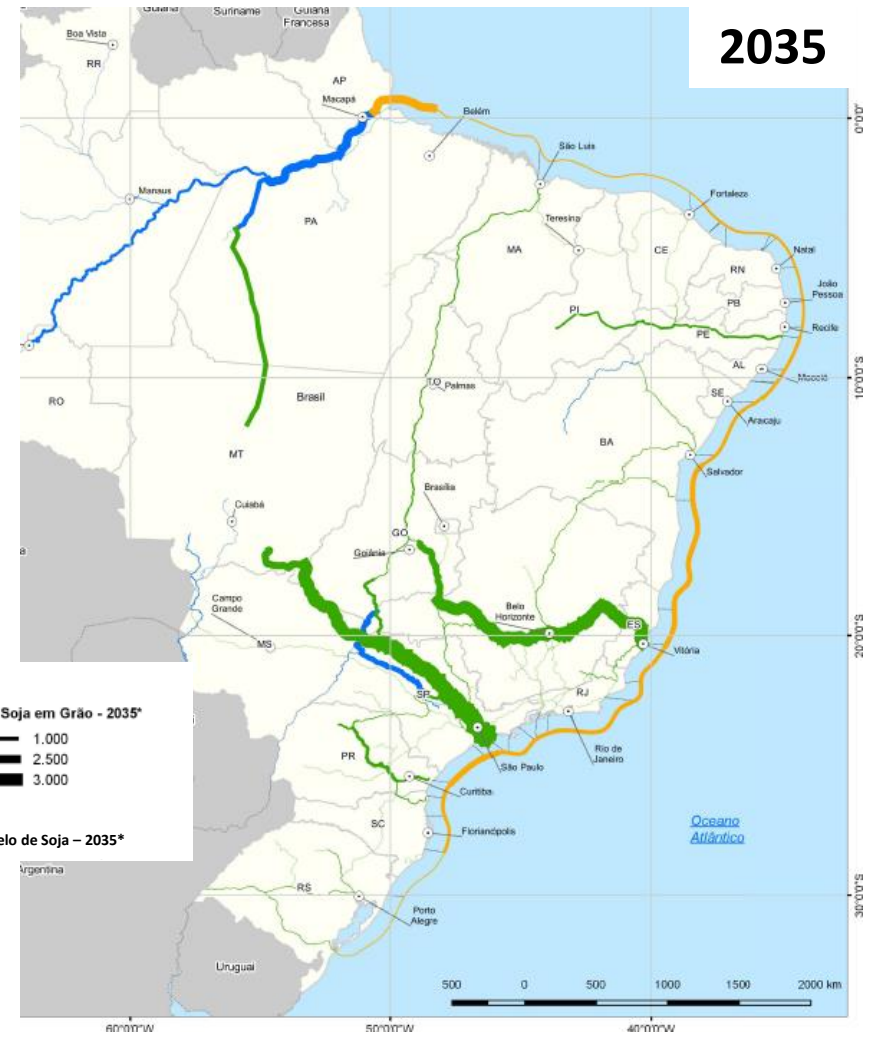 2035
Suriname
Guiana
Francesa
Boa Vista
RR
AP
Macapá
Belém
0°0'0"
São Luis
Manaus
Fortaleza
PA
Teresina
MA
CE
Natal
RN
João
Pessoa
PB
PI
Recife
PE
10°0'0"S
TO
Palmas
AL
Maceió
Brasil
SE
RO
Aracaju
BA
MT
Salvador
Brasília
Cuiabá
GO
Goiânia
Campo
Grande
Belo
Horizonte
ES
20°0'0"S
MS
Vitória
SP
RJ
Soja em Grão - 2035*
1.000
2.500
3.000
Rio de
Janeiro
PR
São Paulo
Curitiba
SC
Oceano
Atlântico
elo de Soja – 2035*
Florianópolis
Argentina
RS
30°0'0"S
Porto
Alegre
Uruguai
500 0 500 1000 1500 2000 km
60°0'0"W 50°0'0"W 40°0'0"W